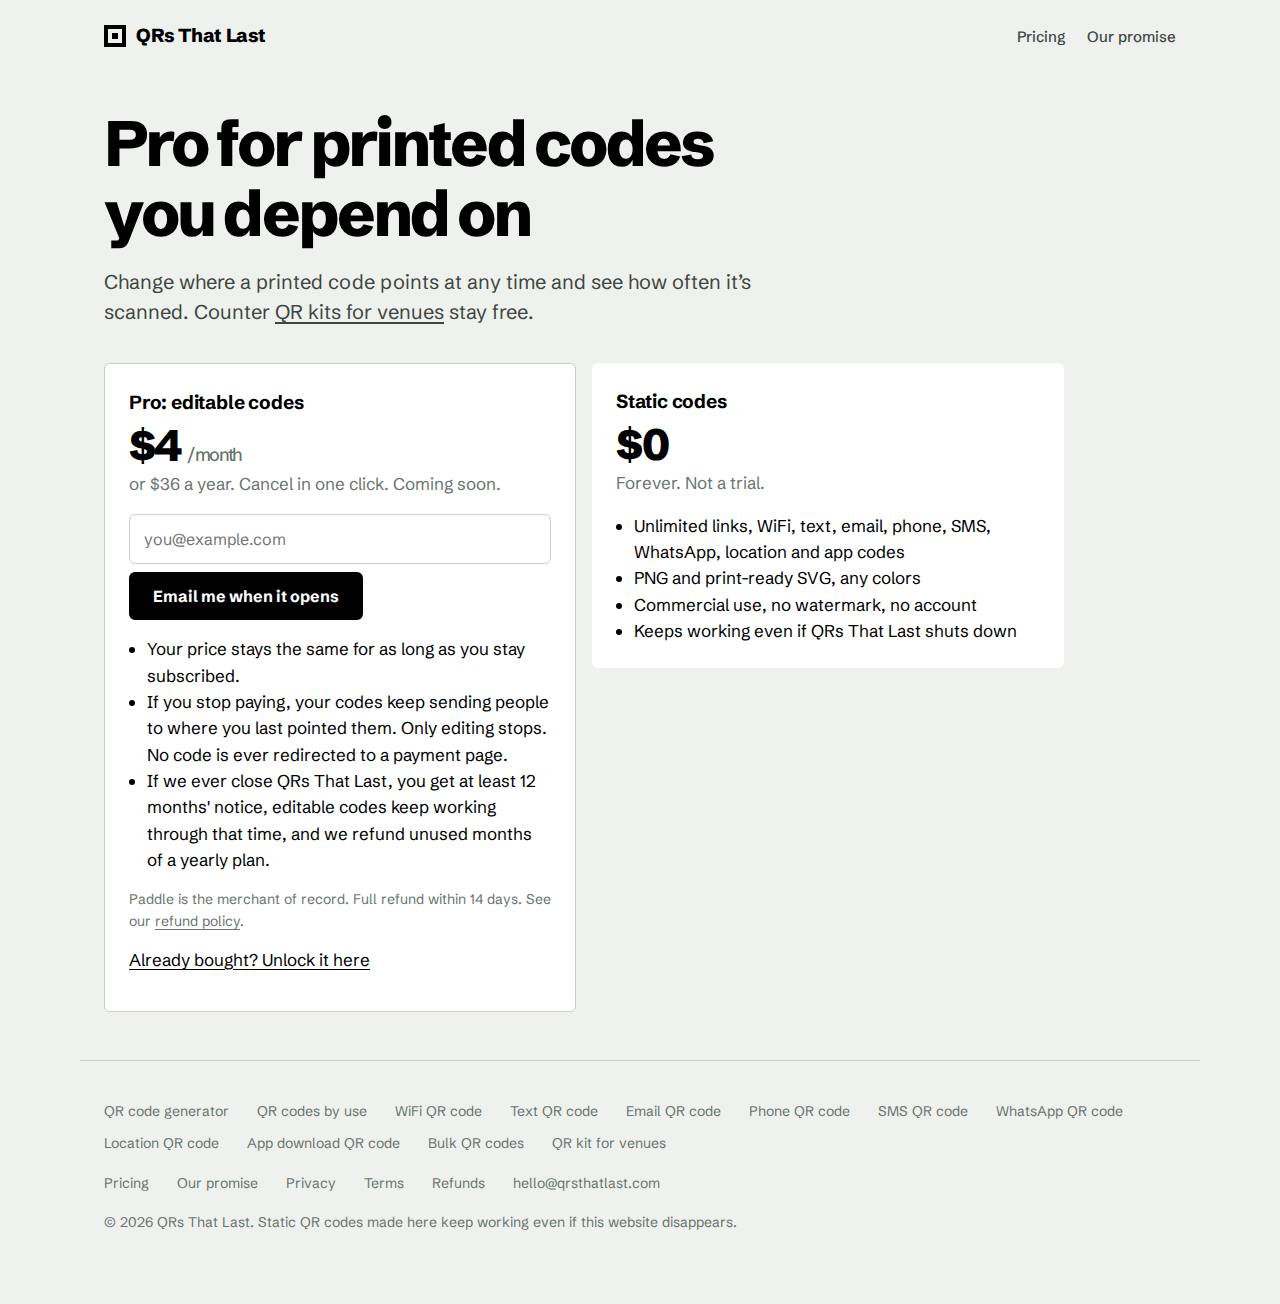 QRs That Last
Pricing
Our promise
Pro for printed codes
you depend on
Change where a printed code points at any time and see how often it’s
scanned. Counter QR kits for venues stay free.
Pro: editable codes
$4 /month
or $36 a year. Cancel in one click. Coming soon.
you@example.com
Email me when it opens
Your price stays the same for as long as you stay
subscribed.
If you stop paying, your codes keep sending people
to where you last pointed them. Only editing stops.
No code is ever redirected to a payment page.
If we ever close QRs That Last, you get at least 12
months' notice, editable codes keep working
through that time, and we refund unused months
of a yearly plan.
Paddle is the merchant of record. Full refund within 14 days. See
our refund policy.
Already bought? Unlock it here
Static codes
$0
Forever. Not a trial.
Unlimited links, WiFi, text, email, phone, SMS,
WhatsApp, location and app codes
PNG and print-ready SVG, any colors
Commercial use, no watermark, no account
Keeps working even if QRs That Last shuts down
QR code generator QR codes by use WiFi QR code Text QR code Email QR code Phone QR code SMS QR code WhatsApp QR code
Location QR code App download QR code Bulk QR codes QR kit for venues
Pricing Our promise Privacy Terms Refunds hello@qrsthatlast.com
© 2026 QRs That Last. Static QR codes made here keep working even if this website disappears.